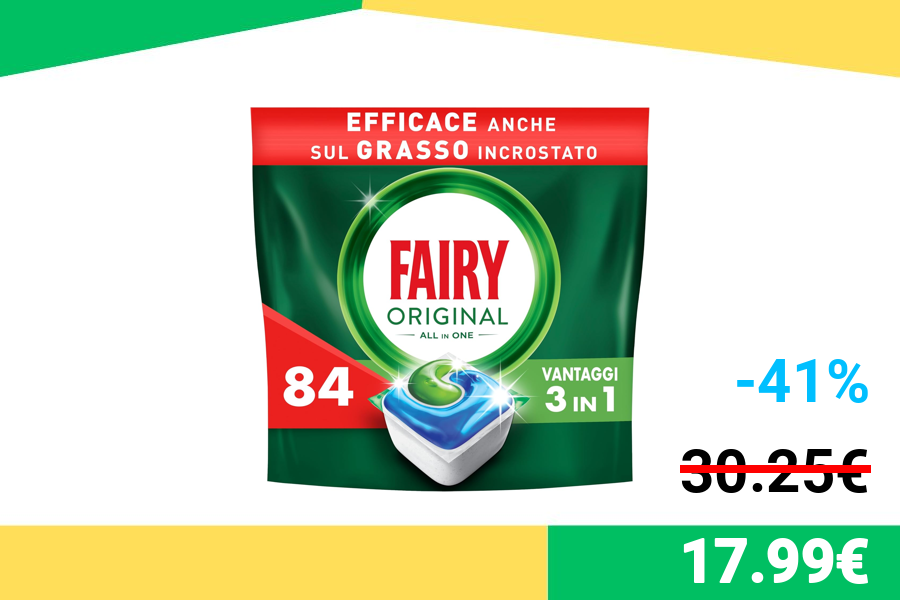 EFFICACE ANCHE
SUL GRASSO INCROSTATO
FAIRY
ORIGINAL
ALL IN ONE
84
VANTAGGI
3 IN 1
-41%
30.25€
17.99€